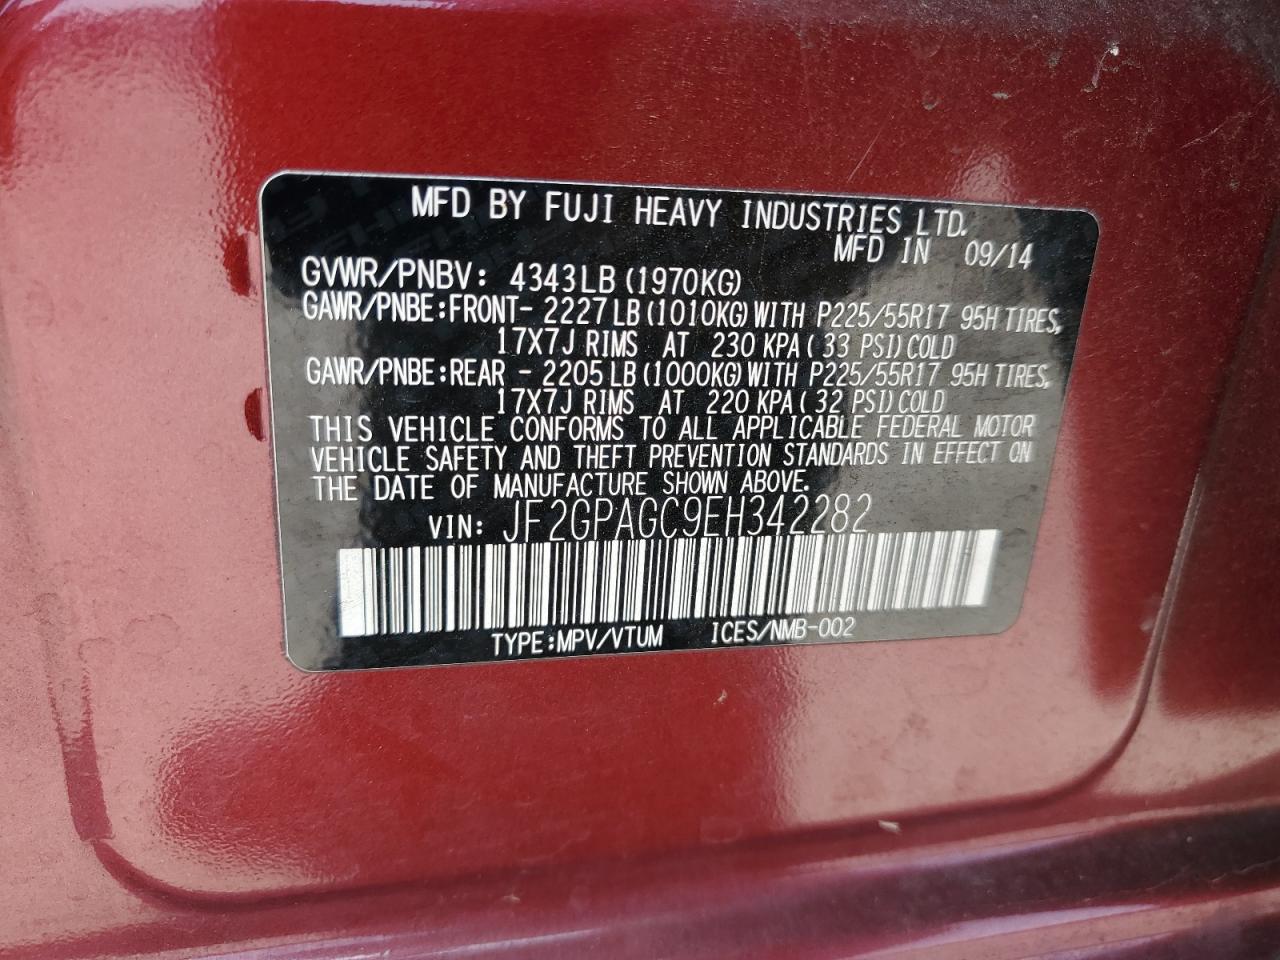 MFD BY FUJI HEAVY INDUSTRIES LTD.
MFD IN 09/14
GVWR/PNBV: 4343LB (1970KG)
GAWR/PNBE:FRONT- 2227LB (1010KG) WITH P225/55R17 95H TIRES,
17X7J RIMS AT 230 KPA ( 33 PSI) COLD
GAWR/PNBE:REAR - 2205LB (1000KG) WITH P225/55R17 95H TIRES,
17X7J RIMS AT 220 KPA ( 32 PSI) COLD
THIS VEHICLE CONFORMS TO ALL APPLICABLE FEDERAL MOTOR
VEHICLE SAFETY AND THEFT PREVENTION STANDARDS IN EFFECT ON
THE DATE OF MANUFACTURE SHOWN ABOVE.
VIN: JF2GPAGC9EH342282
TYPE:MPV/VTUM ICES/NMB-002